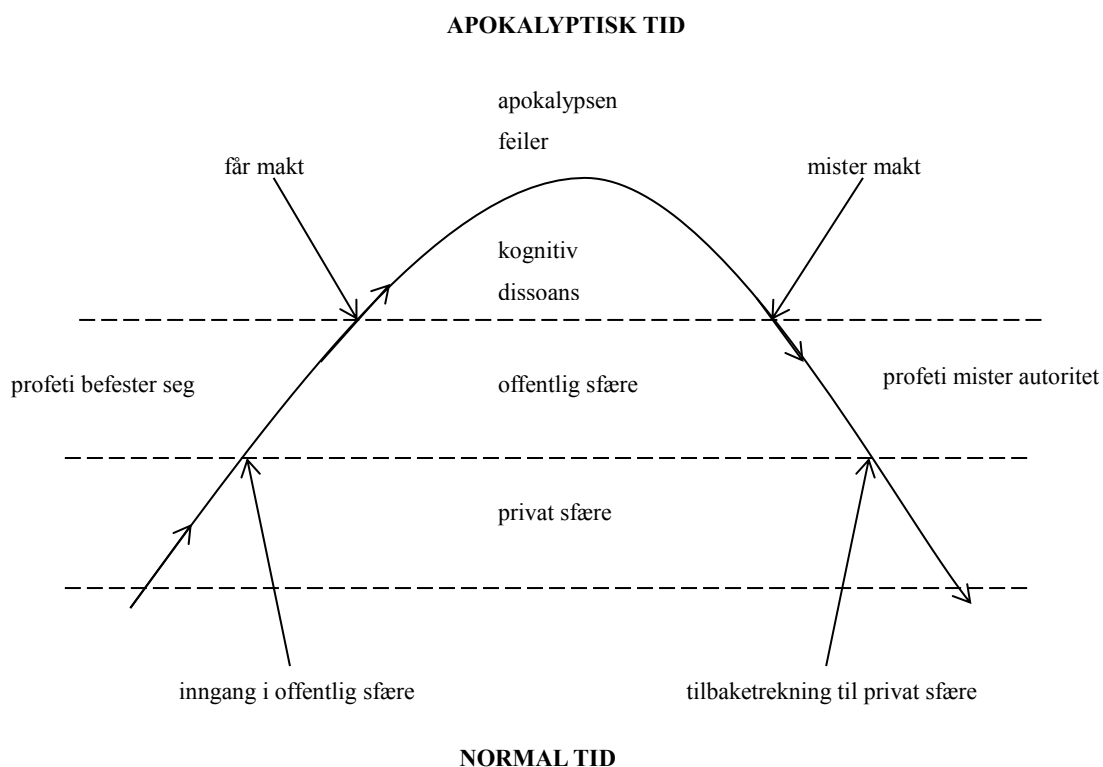 APOKALYPTISK TID
apokalypsen
feiler
får makt
mister makt
kognitiv
dissoans
profeti befester seg
offentlig sfære
profeti mister autoritet
privat sfære
inngang i offentlig sfære
tilbaketrekning til privat sfære
NORMAL TID